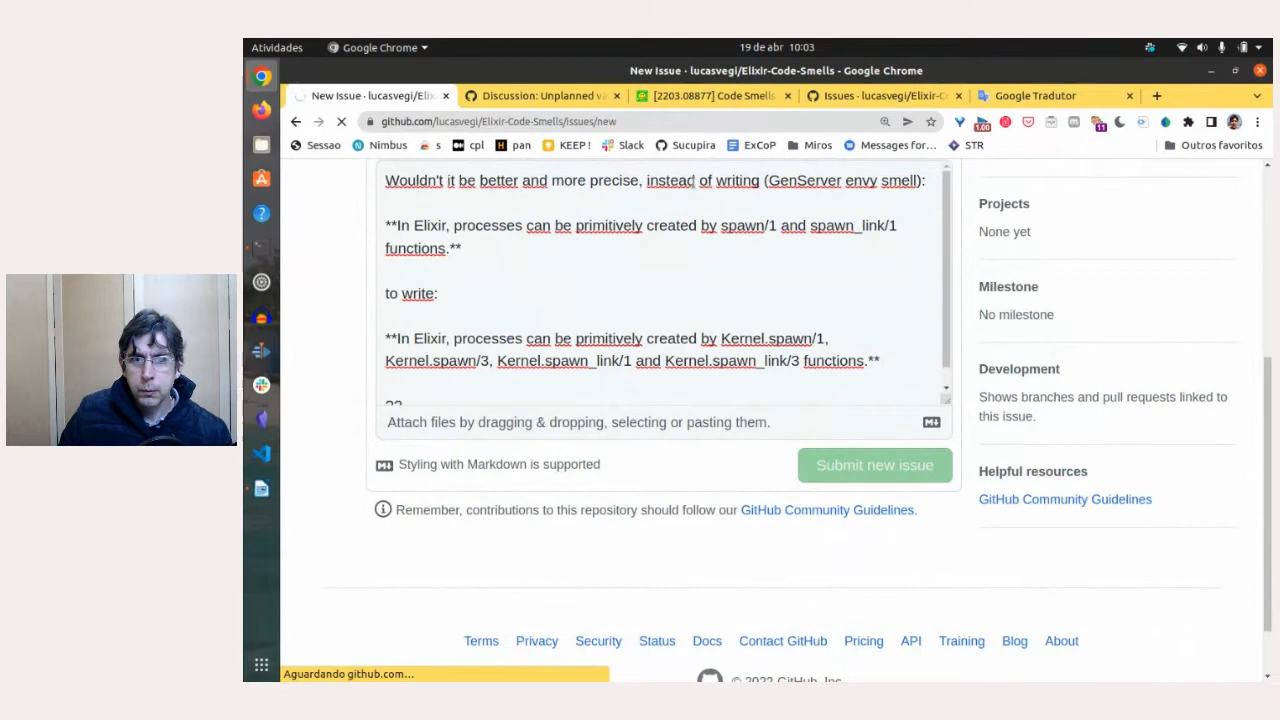 Atividades
Google Chrome
19 de abr 10:03
New Issue · lucasvegi/Elixir-Code-Smells - Google Chrome
New Issue · lucasvegi/Elix
Discussion: Unplanned va
[2203.08877] Code Smells
Issues · lucasvegi/Elixir-C
Google Tradutor
github.com/lucasvegi/Elixir-Code-Smells/issues/new
1.00
11
Sessao
Nimbus
s
cpl
pan
KEEP !
Slack
Sucupira
ExCoP
Miros
Messages for...
STR
Outros favoritos
Wouldn't it be better and more precise, instead of writing (GenServer envy smell):
**In Elixir, processes can be primitively created by spawn/1 and spawn_link/1
functions.**
to write:
**In Elixir, processes can be primitively created by Kernel.spawn/1,
Kernel.spawn/3, Kernel.spawn_link/1 and Kernel.spawn_link/3 functions.**
??
Attach files by dragging & dropping, selecting or pasting them.
Styling with Markdown is supported
Submit new issue
Remember, contributions to this repository should follow our GitHub Community Guidelines.
Projects
None yet
Milestone
No milestone
Development
Shows branches and pull requests linked to
this issue.
Helpful resources
GitHub Community Guidelines
Terms
Privacy
Security
Status
Docs
Contact GitHub
Pricing
API
Training
Blog
About
© 2022 GitHub, Inc.
Aguardando github.com...